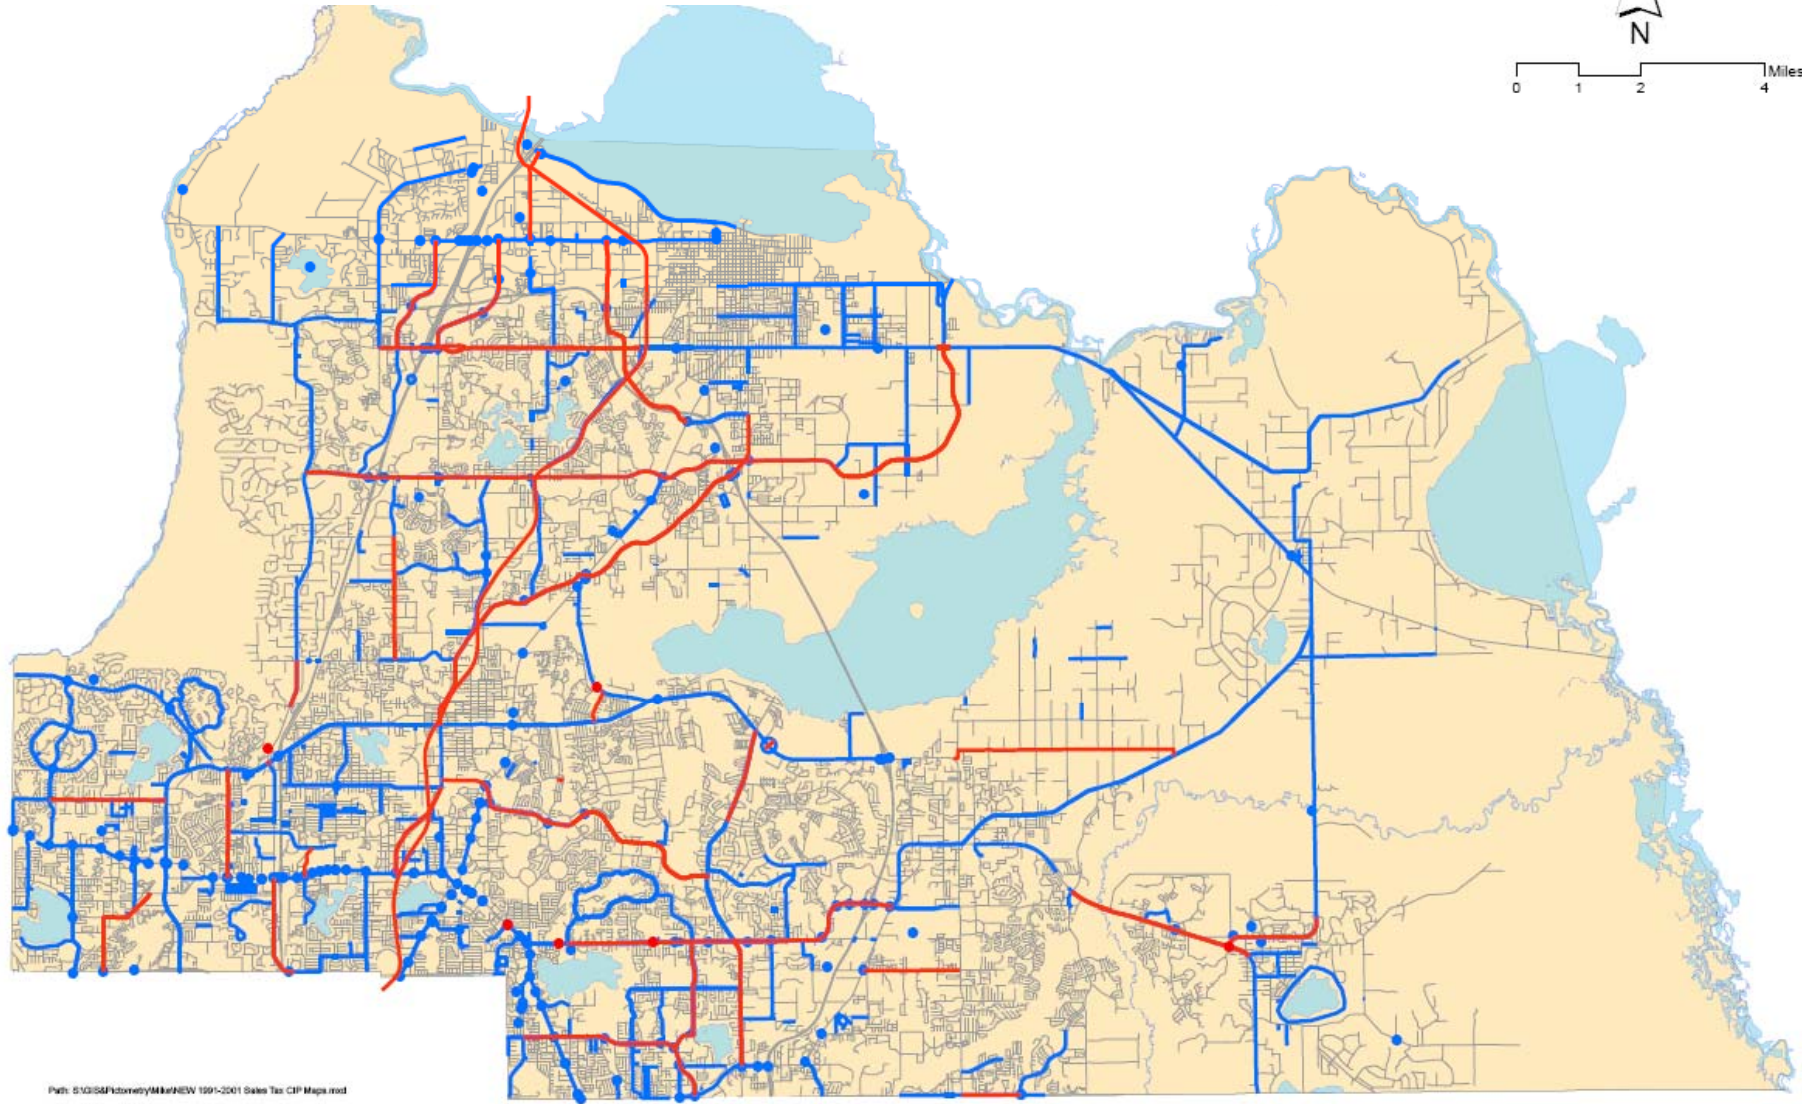 N
Miles
0 1 2 4
Path: S:\GIS&Pictometry\Mike\NEW 1991-2001 Sales Tax CIP Maps.mxd